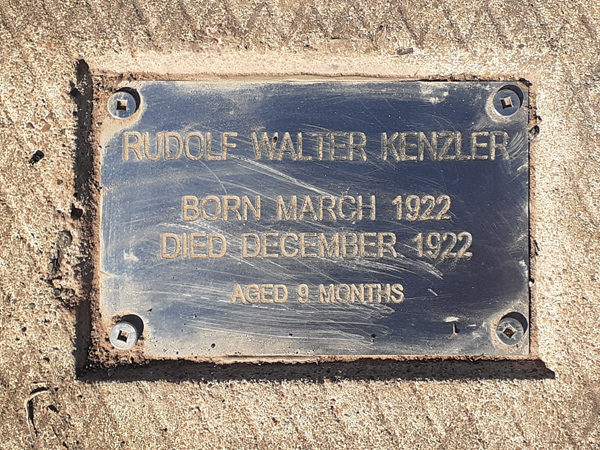 RUDOLF WALTER KENZLER
BORN MARCH 1922
DIED DECEMBER 1922
AGED 9 MONTHS